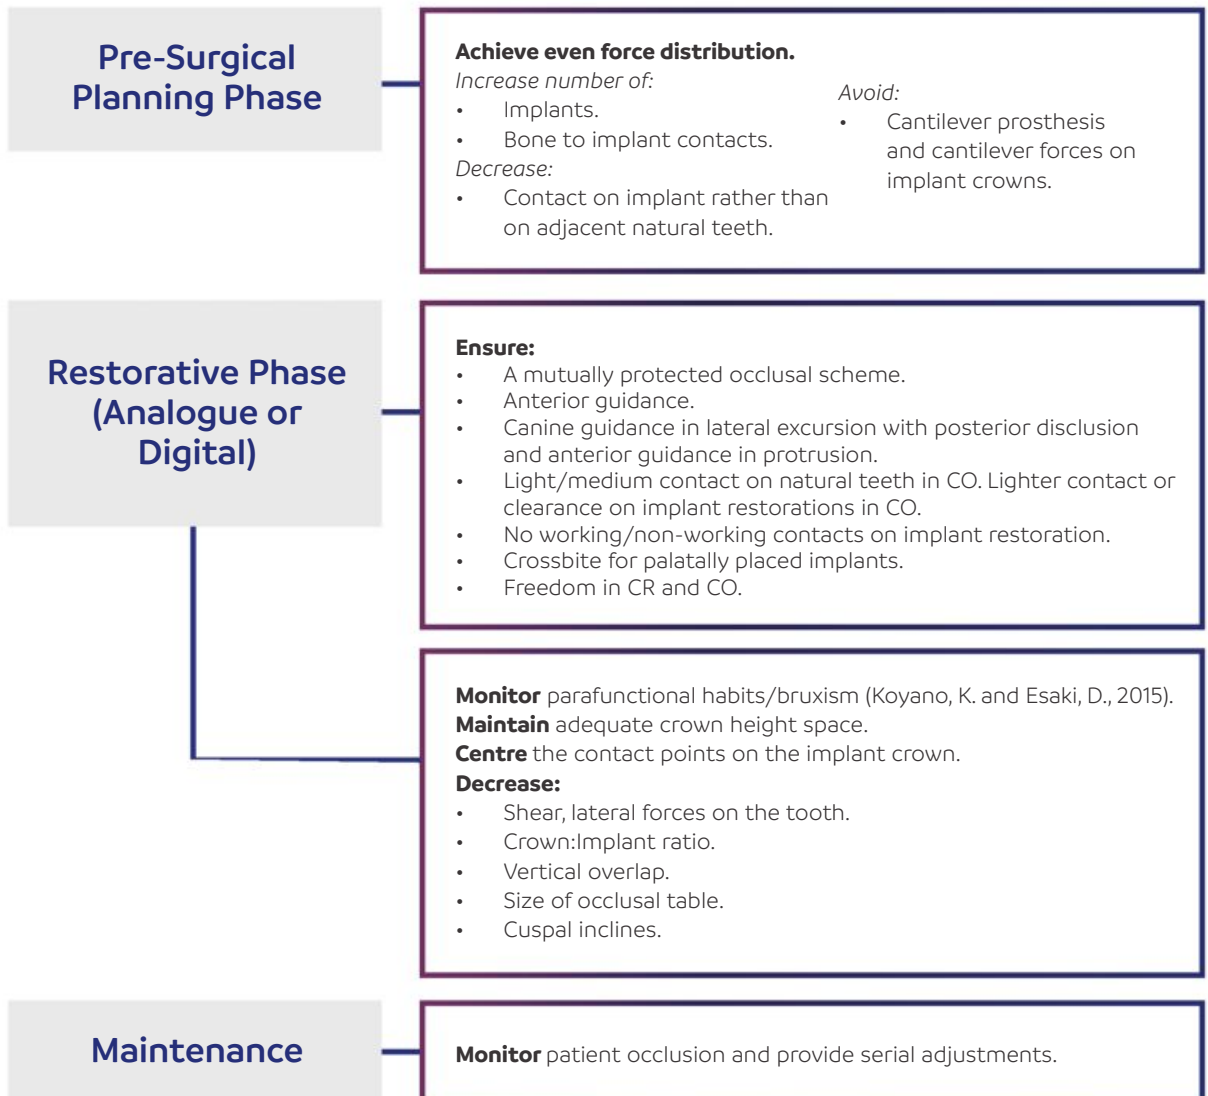 Pre-Surgical
Planning Phase
Achieve even force distribution.
Increase number of:
• Implants.
• Bone to implant contacts.
Decrease:
• Contact on implant rather than
on adjacent natural teeth.
Avoid:
• Cantilever prosthesis
and cantilever forces on
implant crowns.
Restorative Phase
(Analogue or
Digital)
Ensure:
• A mutually protected occlusal scheme.
• Anterior guidance.
• Canine guidance in lateral excursion with posterior disclusion
and anterior guidance in protrusion.
• Light/medium contact on natural teeth in CO. Lighter contact or
clearance on implant restorations in CO.
• No working/non-working contacts on implant restoration.
• Crossbite for palatally placed implants.
• Freedom in CR and CO.
Monitor parafunctional habits/bruxism (Koyano, K. and Esaki, D., 2015).
Maintain adequate crown height space.
Centre the contact points on the implant crown.
Decrease:
• Shear, lateral forces on the tooth.
• Crown:Implant ratio.
• Vertical overlap.
• Size of occlusal table.
• Cuspal inclines.
Maintenance
Monitor patient occlusion and provide serial adjustments.